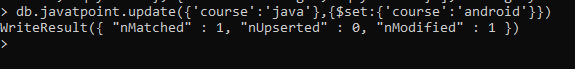 > db.javatpoint.update({'course':'java'},{$set:{'course':'android'}})
WriteResult({ "nMatched" : 1, "nUpserted" : 0, "nModified" : 1 })
>